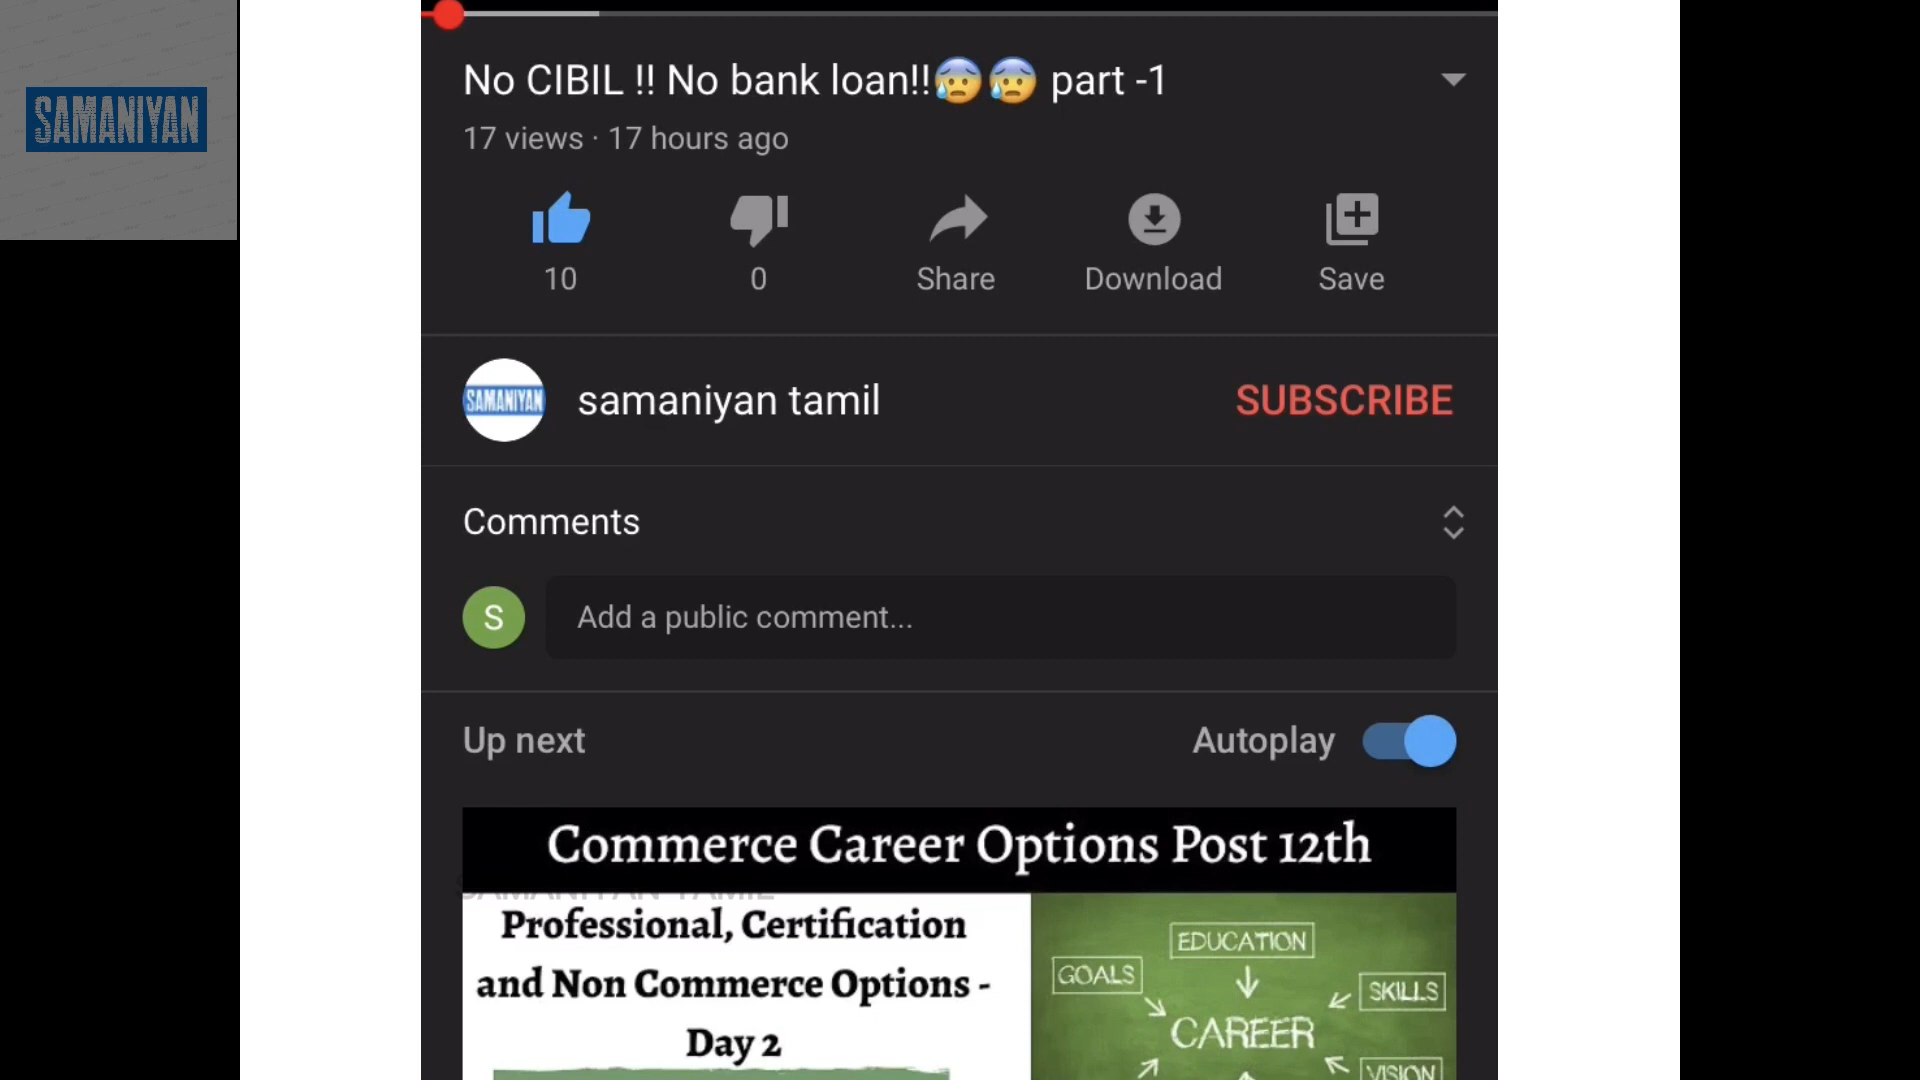 SAMANIYAN
No CIBIL !! No bank loan!!😰😰 part -1
17 views · 17 hours ago
10
0
Share
Download
Save
SAMANIYAN
samaniyan tamil
SUBSCRIBE
Comments
S
Add a public comment...
Up next
Autoplay
Commerce Career Options Post 12th
SAMANIYAN TAMIL
Professional, Certification
and Non Commerce Options -
Day 2
EDUCATION
GOALS
SKILLS
CAREER
VISION